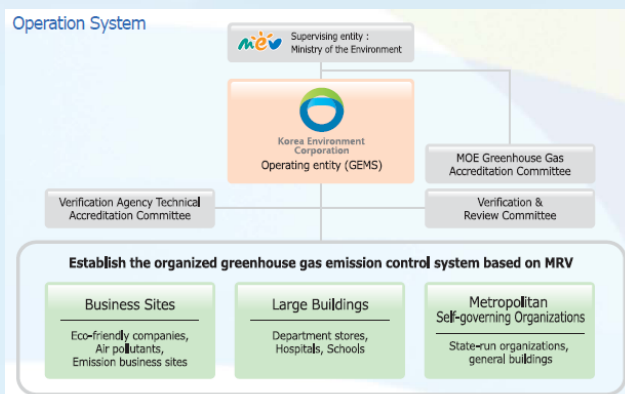 Operation System
mev
Supervising entity :
Ministry of the Environment
Korea Environment
Corporation
Operating entity (GEMS)
MOE Greenhouse Gas
Accreditation Committee
Verification Agency Technical
Accreditation Committee
Verification &
Review Committee
Establish the organized greenhouse gas emission control system based on MRV
Business Sites
Eco-friendly companies,
Air pollutants,
Emission business sites
Large Buildings
Department stores,
Hospitals, Schools
Metropolitan
Self-governing Organizations
State-run organizations,
general buildings